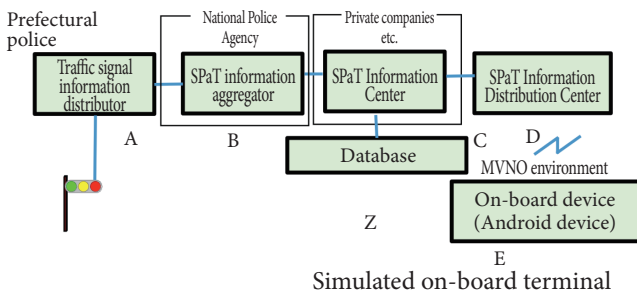 Prefectural
police
National Police
Agency
Private companies
etc.
Traffic signal
information
distributor
SPaT information
aggregator
SPaT Information
Center
SPaT Information
Distribution Center
A
B
C
D
Database
MVNO environment
On-board device
(Android device)
Z
E
Simulated on-board terminal